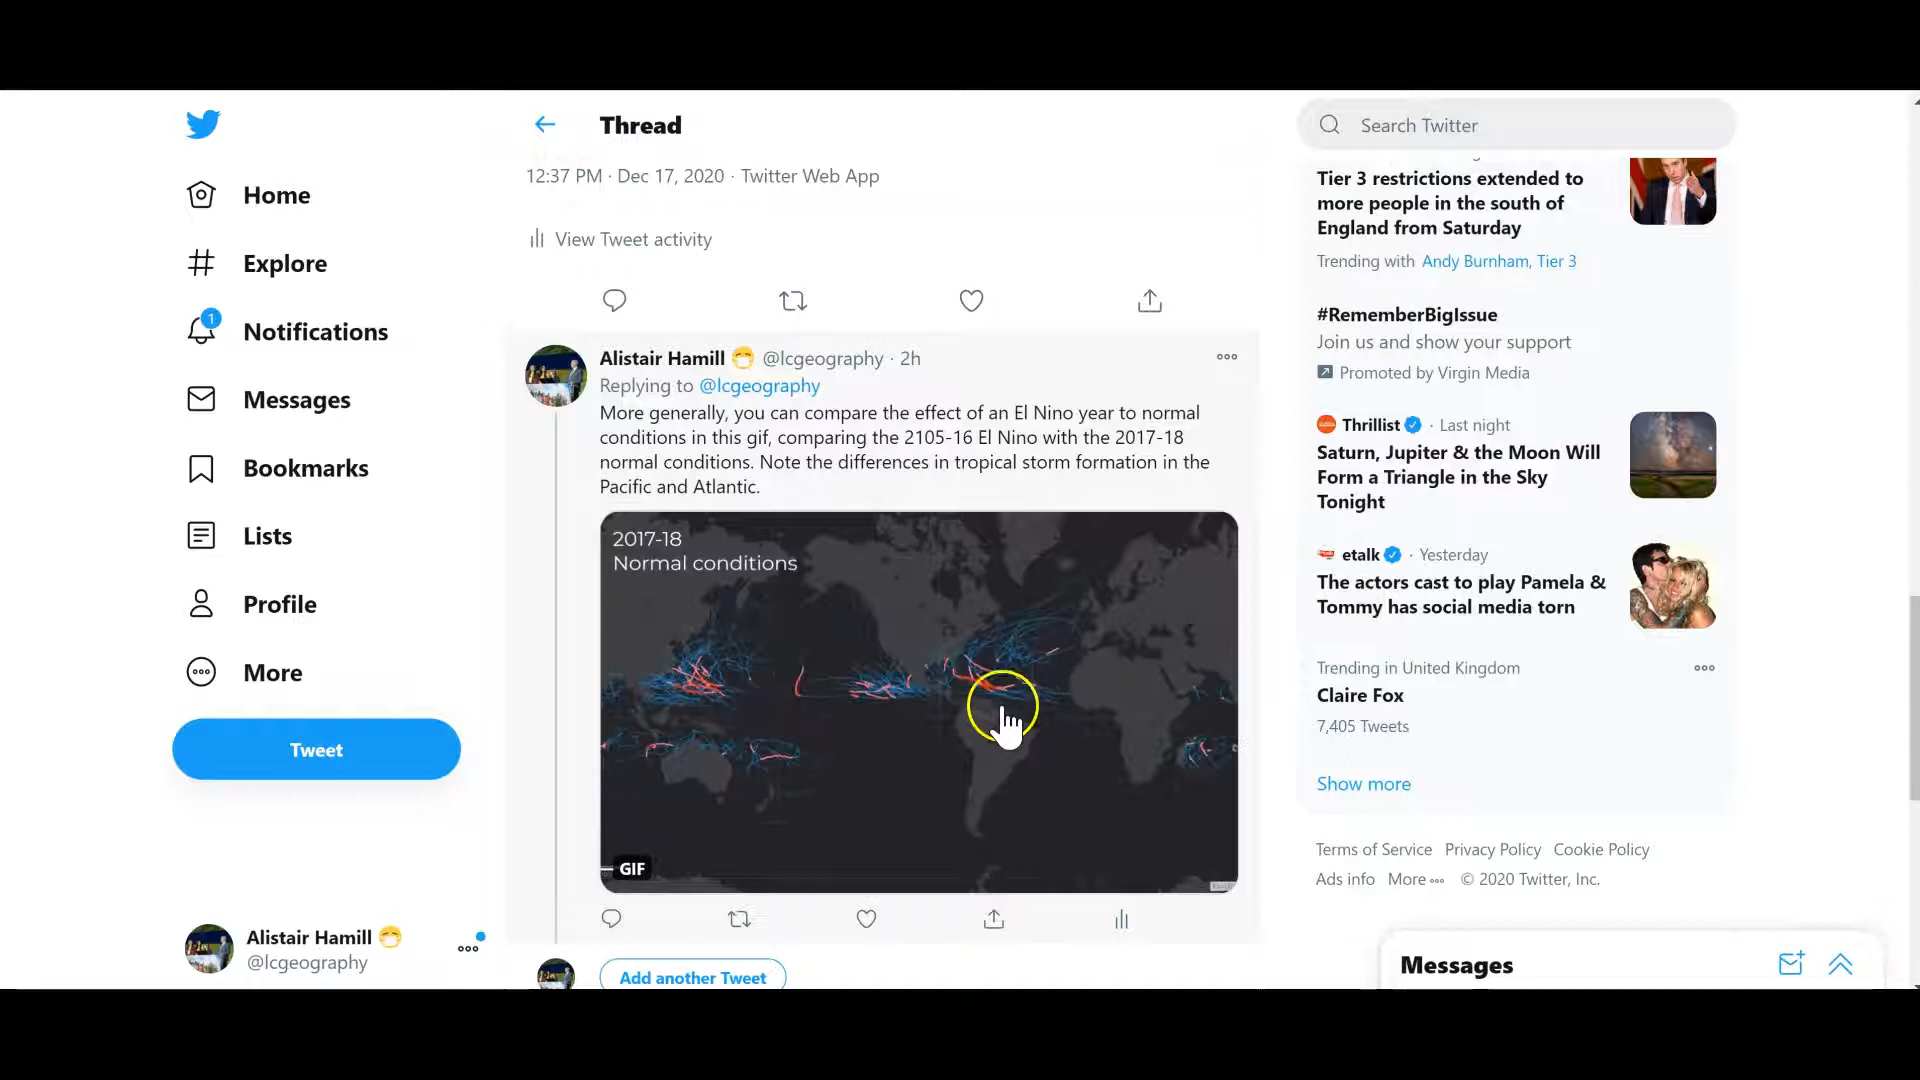 Home
Explore
1
Notifications
Messages
Bookmarks
Lists
Profile
More
Tweet
Alistair Hamill
@lcgeography
Thread
12:37 PM · Dec 17, 2020 · Twitter Web App
View Tweet activity
Alistair Hamill @lcgeography · 2h
Replying to @lcgeography
More generally, you can compare the effect of an El Nino year to normal
conditions in this gif, comparing the 2105-16 El Nino with the 2017-18
normal conditions. Note the differences in tropical storm formation in the
Pacific and Atlantic.
2017-18
Normal conditions
GIF
Add another Tweet
Search Twitter
Tier 3 restrictions extended to
more people in the south of
England from Saturday
Trending with Andy Burnham, Tier 3
#RememberBigIssue
Join us and show your support
Promoted by Virgin Media
Thrillist · Last night
Saturn, Jupiter & the Moon Will
Form a Triangle in the Sky
Tonight
etalk · Yesterday
The actors cast to play Pamela &
Tommy has social media torn
Trending in United Kingdom
Claire Fox
7,405 Tweets
Show more
Terms of Service Privacy Policy Cookie Policy
Ads info More © 2020 Twitter, Inc.
Messages